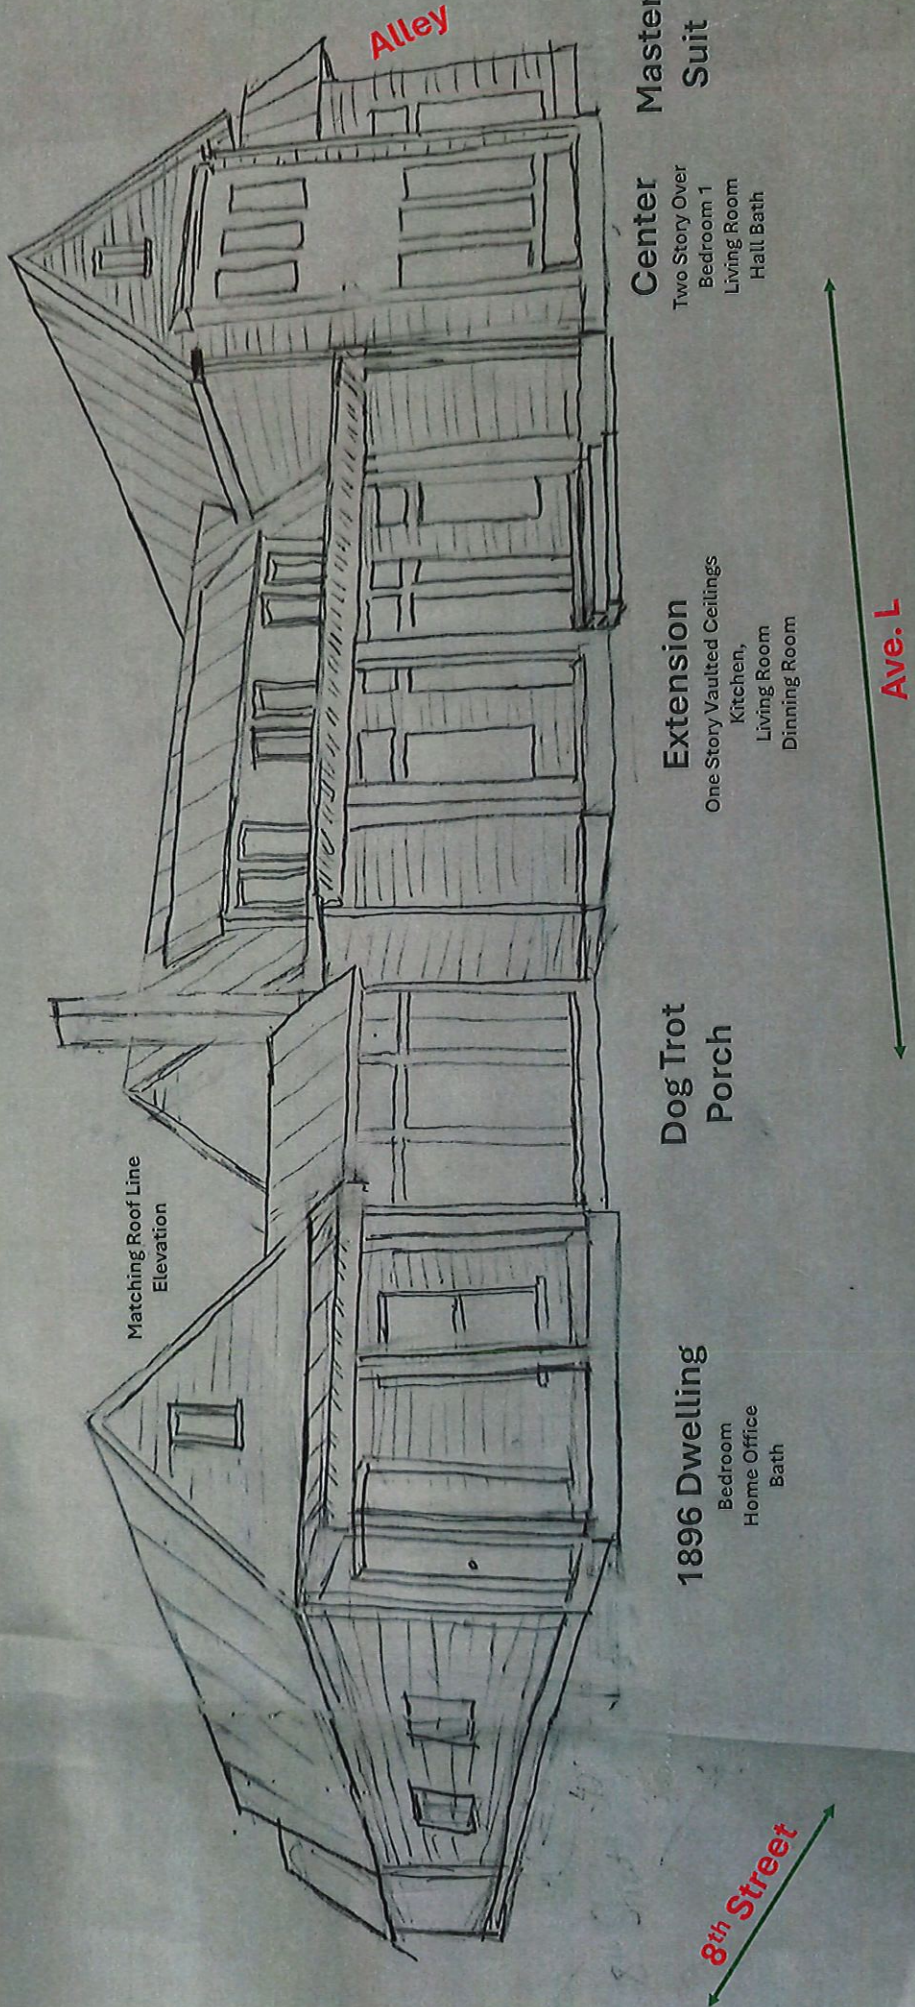 Alley
Matching Roof Line
Elevation
1896 Dwelling
Bedroom
Home Office
Bath
Dog Trot
Porch
Extension
One Story Vaulted Ceilings
Kitchen,
Living Room
Dinning Room
Center
Two Story Over
Bedroom 1
Living Room
Hall Bath
Master
Suit
8th Street
Ave. L